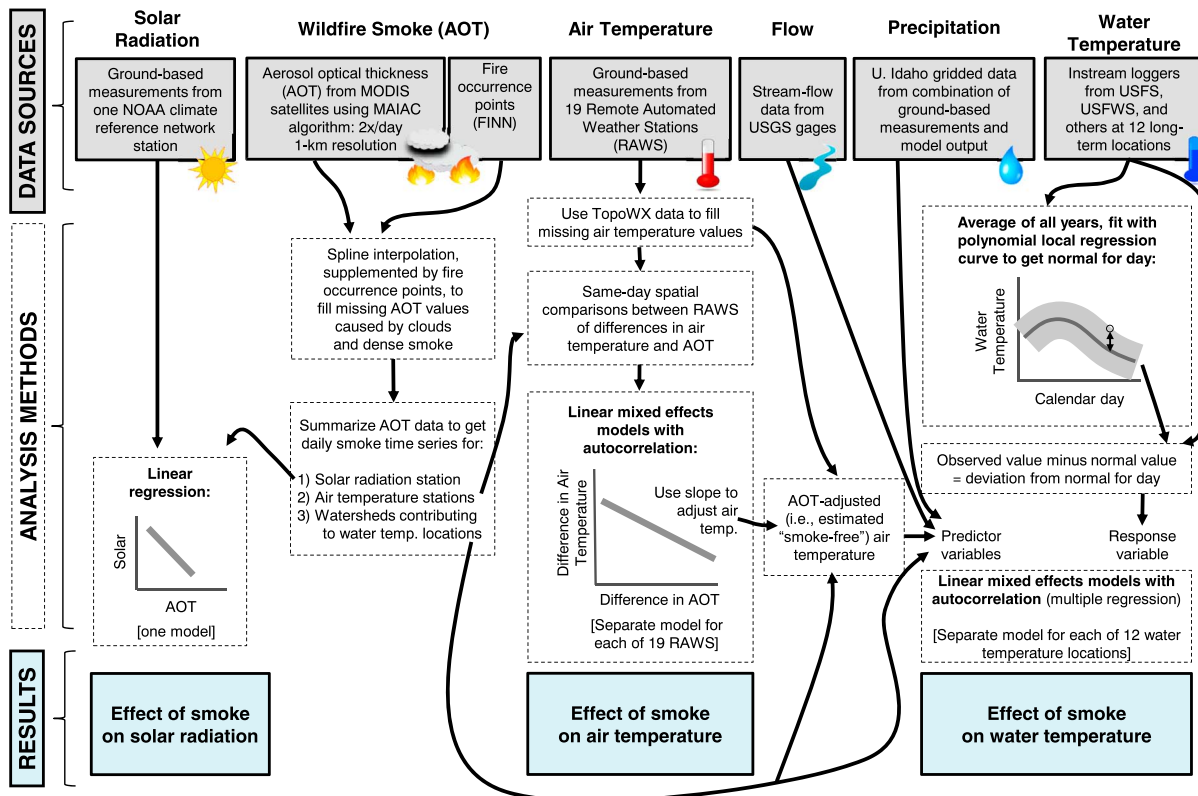 Solar
Radiation
Wildfire Smoke (AOT)
Air Temperature
Flow
Precipitation
Water
Temperature
DATA SOURCES
Ground-based
measurements from
one NOAA climate
reference network
station
Aerosol optical thickness
(AOT) from MODIS
satellites using MAIAC
algorithm: 2x/day
1-km resolution
Fire
occurrence
points
(FINN)
Ground-based
measurements from
19 Remote Automated
Weather Stations
(RAWS)
Stream-flow
data from
USGS gages
U. Idaho gridded data
from combination of
ground-based
measurements and
model output
Instream loggers
from USFS,
USFWS, and
others at 12 long-
term locations
ANALYSIS METHODS
Spline interpolation,
supplemented by fire
occurrence points, to
fill missing AOT values
caused by clouds
and dense smoke
Summarize AOT data to get
daily smoke time series for:
1) Solar radiation station
2) Air temperature stations
3) Watersheds contributing
to water temp. locations
Linear
regression:
Solar
AOT
[one model]
Use TopoWX data to fill
missing air temperature values
Same-day spatial
comparisons between RAWS
of differences in air
temperature and AOT
Linear mixed effects
models with
autocorrelation:
Difference in Air
Temperature
Difference in AOT
[Separate model for
each of 19 RAWS]
Use slope to
adjust air
temp.
AOT-adjusted
(i.e., estimated
“smoke-free”) air
temperature
Average of all years, fit with
polynomial local regression
curve to get normal for day:
Water
Temperature
Calendar day
Observed value minus normal value
= deviation from normal for day
Predictor
variables
Response
variable
Linear mixed effects models with
autocorrelation (multiple regression)
[Separate model for each of 12 water
temperature locations]
RESULTS
Effect of smoke
on solar radiation
Effect of smoke
on air temperature
Effect of smoke
on water temperature